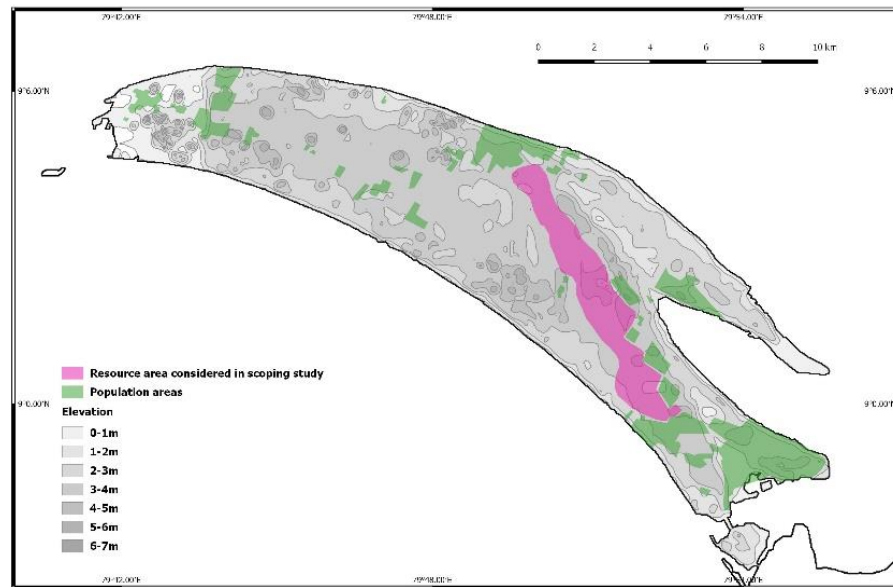 79°42.00'E 79°48.00'E 79°54.00'E
0 2 4 6 8 10 km
9°6.00'N 9°6.00'N
Resource area considered in scoping study
Population areas
9°0.00'N 9°0.00'N
Elevation
0-1m
1-2m
2-3m
3-4m
4-5m
5-6m
6-7m
79°42.00'E 79°48.00'E